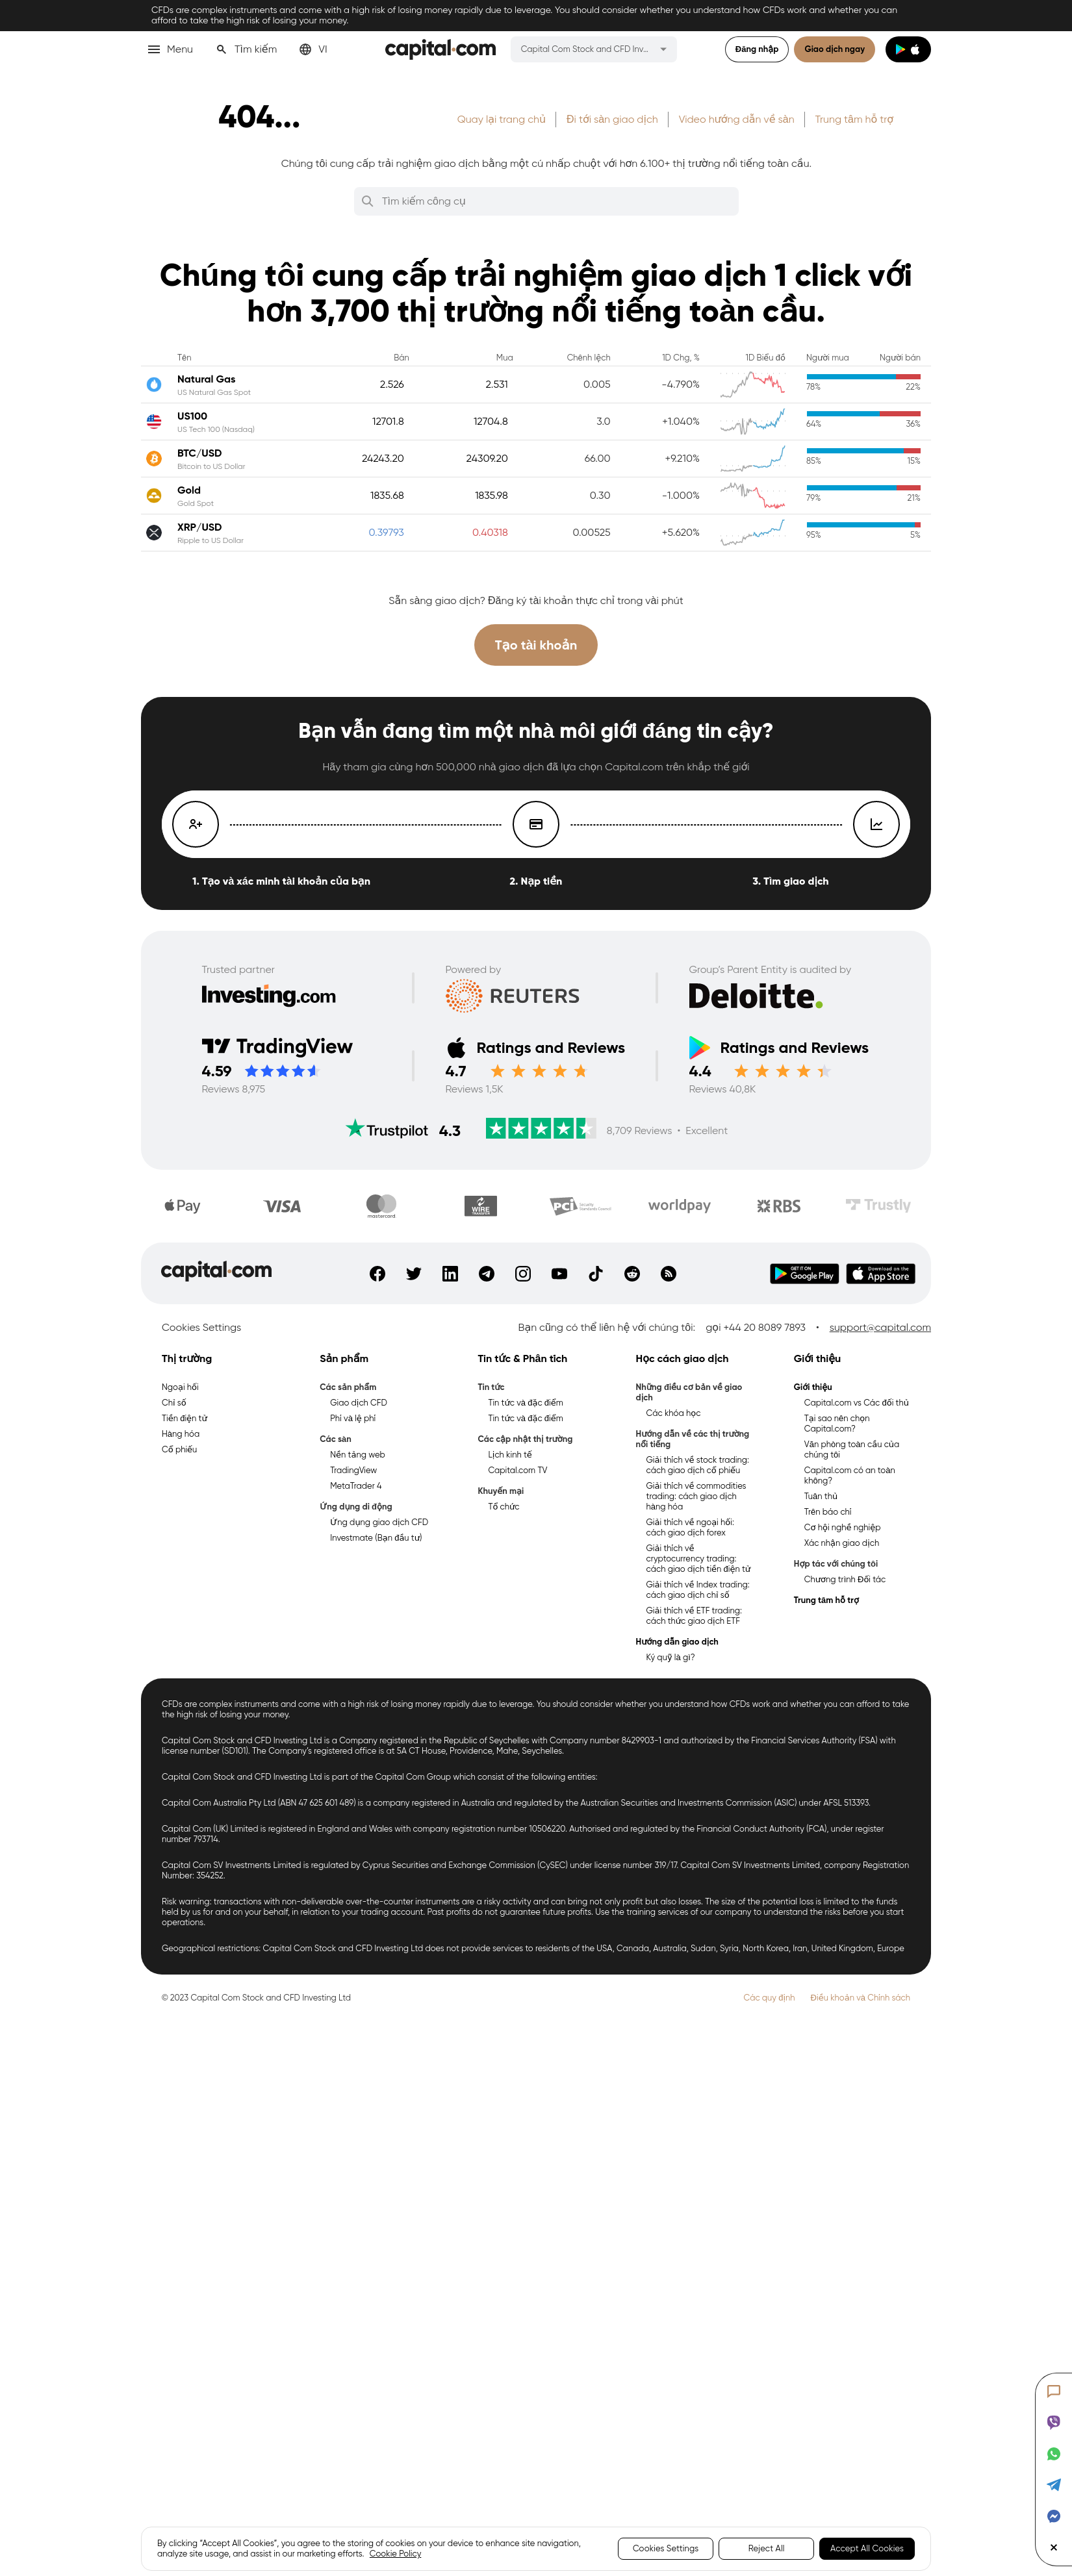 CFDs are complex instruments and come with a high risk of losing money rapidly due to leverage. You should consider whether you understand how CFDs work and whether you can
afford to take the high risk of losing your money.
Menu
Tìm kiếm
VI
capital.com
Capital Com Stock and CFD Inv...
Đăng nhập
Giao dịch ngay
404...
Quay lại trang chủ
Đi tới sàn giao dịch
Video hướng dẫn về sàn
Trung tâm hỗ trợ
Chúng tôi cung cấp trải nghiệm giao dịch bằng một cú nhấp chuột với hơn 6.100+ thị trường nổi tiếng toàn cầu.
Tìm kiếm công cụ
Chúng tôi cung cấp trải nghiệm giao dịch 1 click với
hơn 3,700 thị trường nổi tiếng toàn cầu.
Tên Bán Mua Chênh lệch 1D Chg, % 1D Biểu đồ Người mua Người bán
Natural Gas 2.526 2.531 0.005 -4.790% 78% 22%
US Natural Gas Spot
US100 12701.8 12704.8 3.0 +1.040% 64% 36%
US Tech 100 (Nasdaq)
BTC/USD 24243.20 24309.20 66.00 +9.210% 85% 15%
Bitcoin to US Dollar
Gold 1835.68 1835.98 0.30 -1.000% 79% 21%
Gold Spot
XRP/USD 0.39793 0.40318 0.00525 +5.620% 95% 5%
Ripple to US Dollar
Sẵn sàng giao dịch? Đăng ký tài khoản thực chỉ trong vài phút
Tạo tài khoản
Bạn vẫn đang tìm một nhà môi giới đáng tin cậy?
Hãy tham gia cùng hơn 500,000 nhà giao dịch đã lựa chọn Capital.com trên khắp thế giới
1. Tạo và xác minh tài khoản của bạn
2. Nạp tiền
3. Tìm giao dịch
Trusted partner
Investing.com
Powered by
REUTERS
Group's Parent Entity is audited by
Deloitte.
TradingView
4.59
Reviews 8,975
Ratings and Reviews
4.7
Reviews 1,5K
Ratings and Reviews
4.4
Reviews 40,8K
Trustpilot 4.3
8,709 Reviews • Excellent
Pay
VISA
mastercard
WIRE
TRANSFER
PCI Security
Standards Council
worldpay
RBS
Trustly
capital.com
GET IT ON
Google Play
Download on the
App Store
Cookies Settings
Bạn cũng có thể liên hệ với chúng tôi: gọi +44 20 8089 7893 • support@capital.com
Thị trường
Ngoại hối
Chỉ số
Tiền điện tử
Hàng hóa
Cổ phiếu
Sản phẩm
Các sản phẩm
Giao dịch CFD
Phí và lệ phí
Các sàn
Nền tảng web
TradingView
MetaTrader 4
Ứng dụng di động
Ứng dụng giao dịch CFD
Investmate (Bạn đầu tư)
Tin tức & Phân tích
Tin tức
Tin tức và đặc điểm
Tin tức và đặc điểm
Các cập nhật thị trường
Lịch kinh tế
Capital.com TV
Khuyến mại
Tổ chức
Học cách giao dịch
Những điều cơ bản về giao
dịch
Các khóa học
Hướng dẫn về các thị trường
nổi tiếng
Giải thích về stock trading:
cách giao dịch cổ phiếu
Giải thích về commodities
trading: cách giao dịch
hàng hóa
Giải thích về ngoại hối:
cách giao dịch forex
Giải thích về
cryptocurrency trading:
cách giao dịch tiền điện tử
Giải thích về Index trading:
cách giao dịch chỉ số
Giải thích về ETF trading:
cách thức giao dịch ETF
Hướng dẫn giao dịch
Ký quỹ là gì?
Giới thiệu
Giới thiệu
Capital.com vs Các đối thủ
Tại sao nên chọn
Capital.com?
Văn phòng toàn cầu của
chúng tôi
Capital.com có an toàn
không?
Tuân thủ
Trên báo chí
Cơ hội nghề nghiệp
Xác nhận giao dịch
Hợp tác với chúng tôi
Chương trình Đối tác
Trung tâm hỗ trợ
CFDs are complex instruments and come with a high risk of losing money rapidly due to leverage. You should consider whether you understand how CFDs work and whether you can afford to take
the high risk of losing your money.
Capital Com Stock and CFD Investing Ltd is a Company registered in the Republic of Seychelles with Company number 8429903-1 and authorized by the Financial Services Authority (FSA) with
license number (SD101). The Company's registered office is at 5A CT House, Providence, Mahe, Seychelles.
Capital Com Stock and CFD Investing Ltd is part of the Capital Com Group which consist of the following entities:
Capital Com Australia Pty Ltd (ABN 47 625 601 489) is a company registered in Australia and regulated by the Australian Securities and Investments Commission (ASIC) under AFSL 513393.
Capital Com (UK) Limited is registered in England and Wales with company registration number 10506220. Authorised and regulated by the Financial Conduct Authority (FCA), under register
number 793714.
Capital Com SV Investments Limited is regulated by Cyprus Securities and Exchange Commission (CySEC) under license number 319/17. Capital Com SV Investments Limited, company Registration
Number: 354252.
Risk warning: transactions with non-deliverable over-the-counter instruments are a risky activity and can bring not only profit but also losses. The size of the potential loss is limited to the funds
held by us for and on your behalf, in relation to your trading account. Past profits do not guarantee future profits. Use the training services of our company to understand the risks before you start
operations.
Geographical restrictions: Capital Com Stock and CFD Investing Ltd does not provide services to residents of the USA, Canada, Australia, Sudan, Syria, North Korea, Iran, United Kingdom, Europe
© 2023 Capital Com Stock and CFD Investing Ltd
Các quy định
Điều khoản và Chính sách
By clicking "Accept All Cookies", you agree to the storing of cookies on your device to enhance site navigation,
analyze site usage, and assist in our marketing efforts. Cookie Policy
Cookies Settings
Reject All
Accept All Cookies